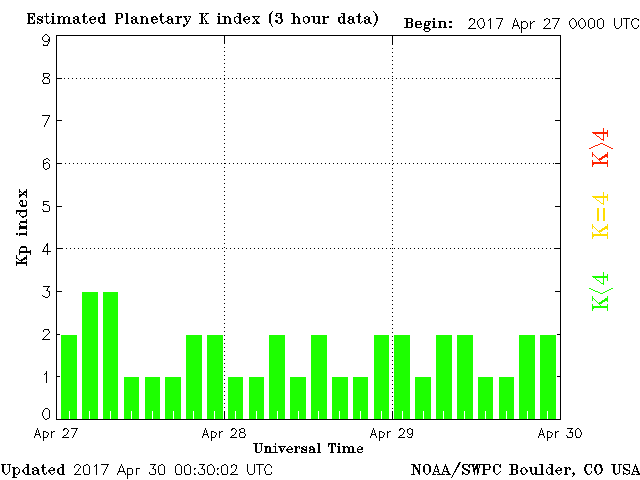 Estimated Planetary K index (3 hour data) Begin: 2017 Apr 27 0000 UTC
9
8
7
6
5
4
3
2
1
0
Kp index
K>4
K=4
K<4
Apr 27 Apr 28 Apr 29 Apr 30
Universal Time
Updated 2017 Apr 30 00:30:02 UTC NOAA/SWPC Boulder, CO USA